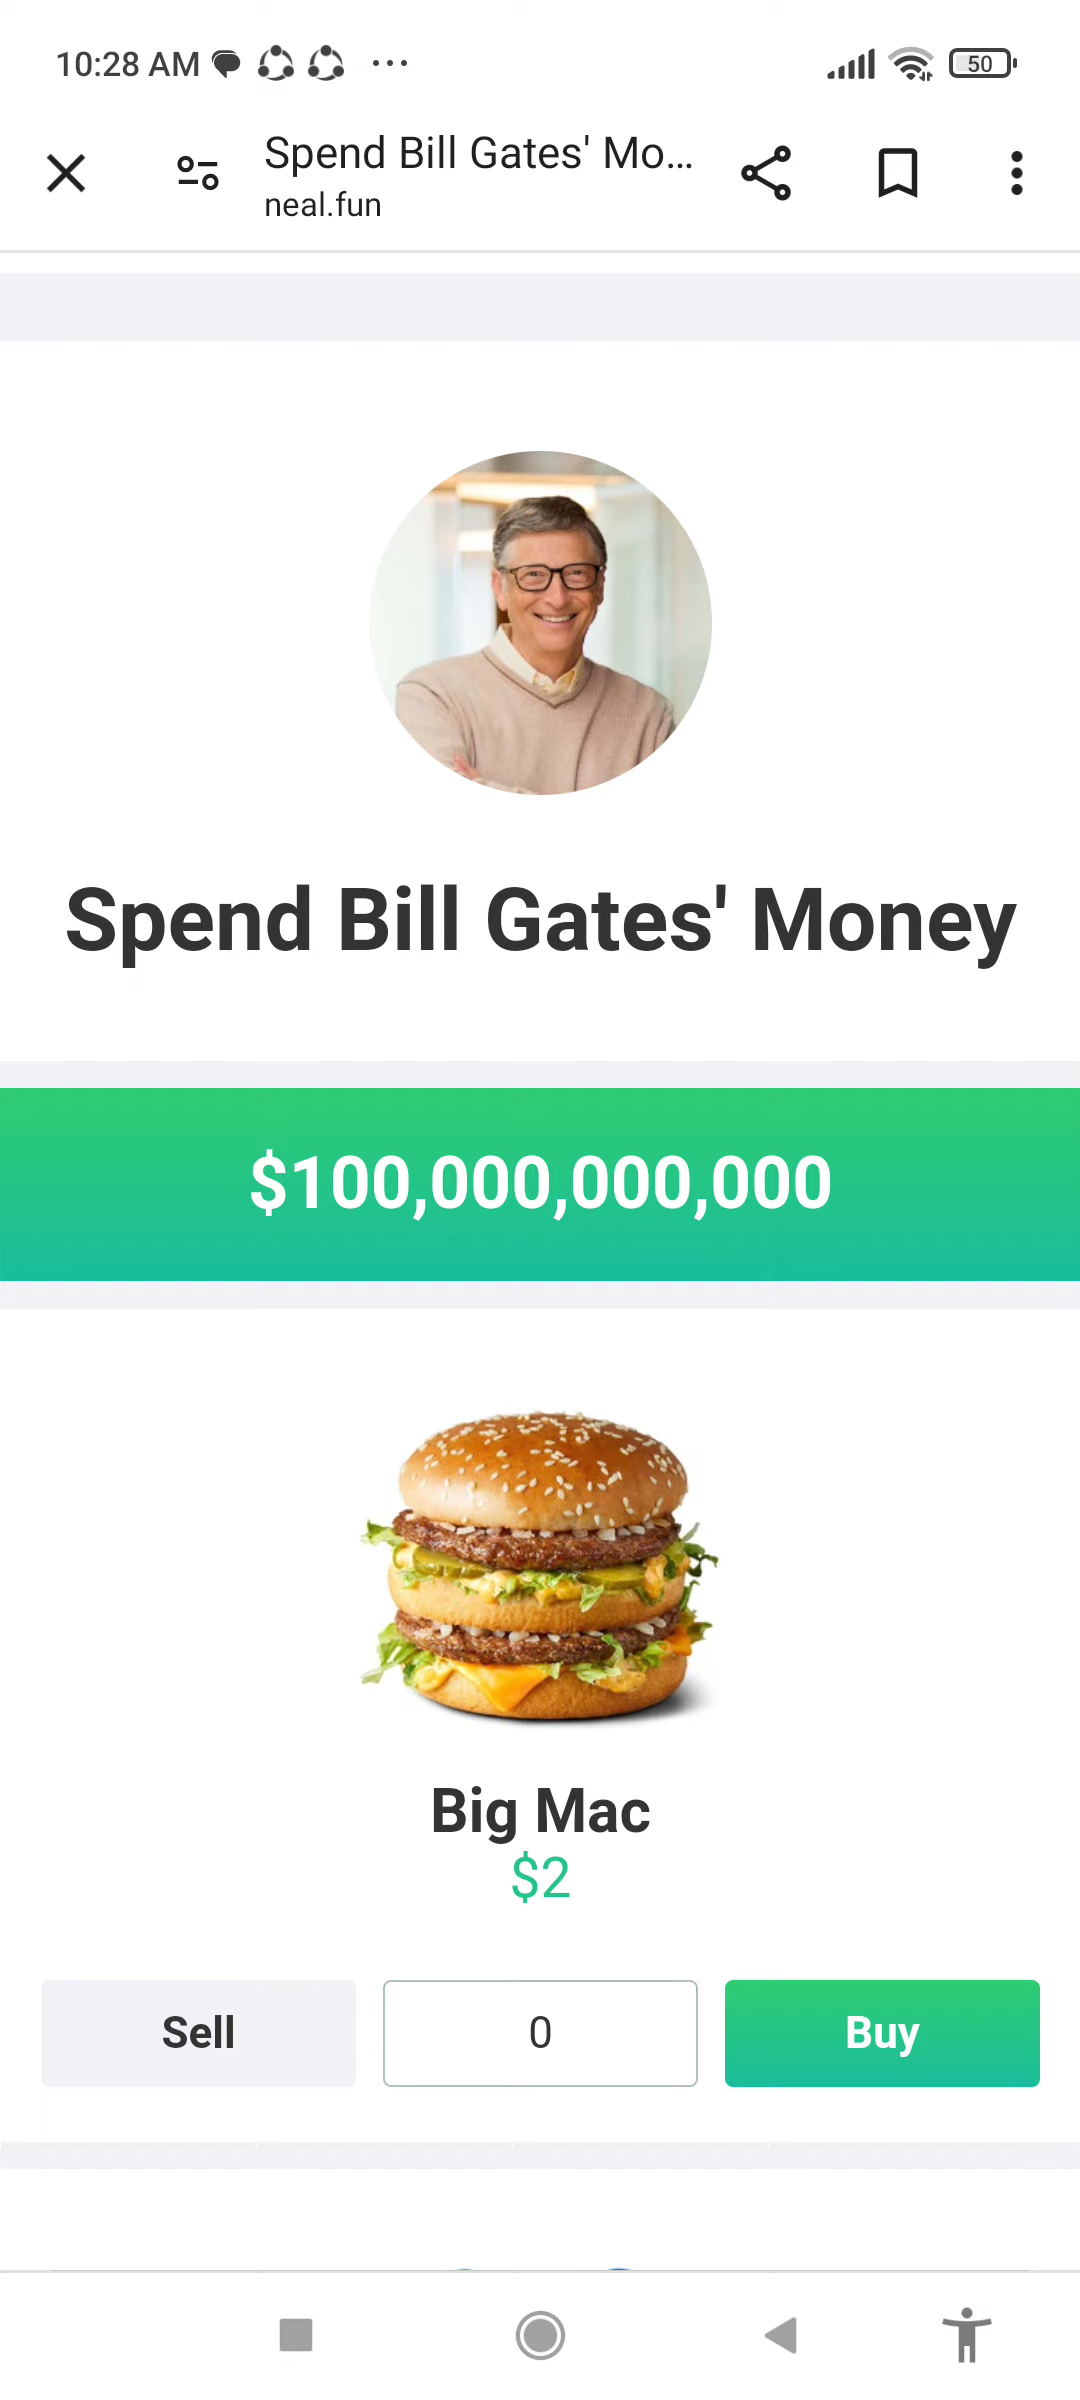 10:28 AM
50
Spend Bill Gates' Mo...
neal.fun
Spend Bill Gates' Money
$100,000,000,000
Big Mac
$2
Sell
0
Buy